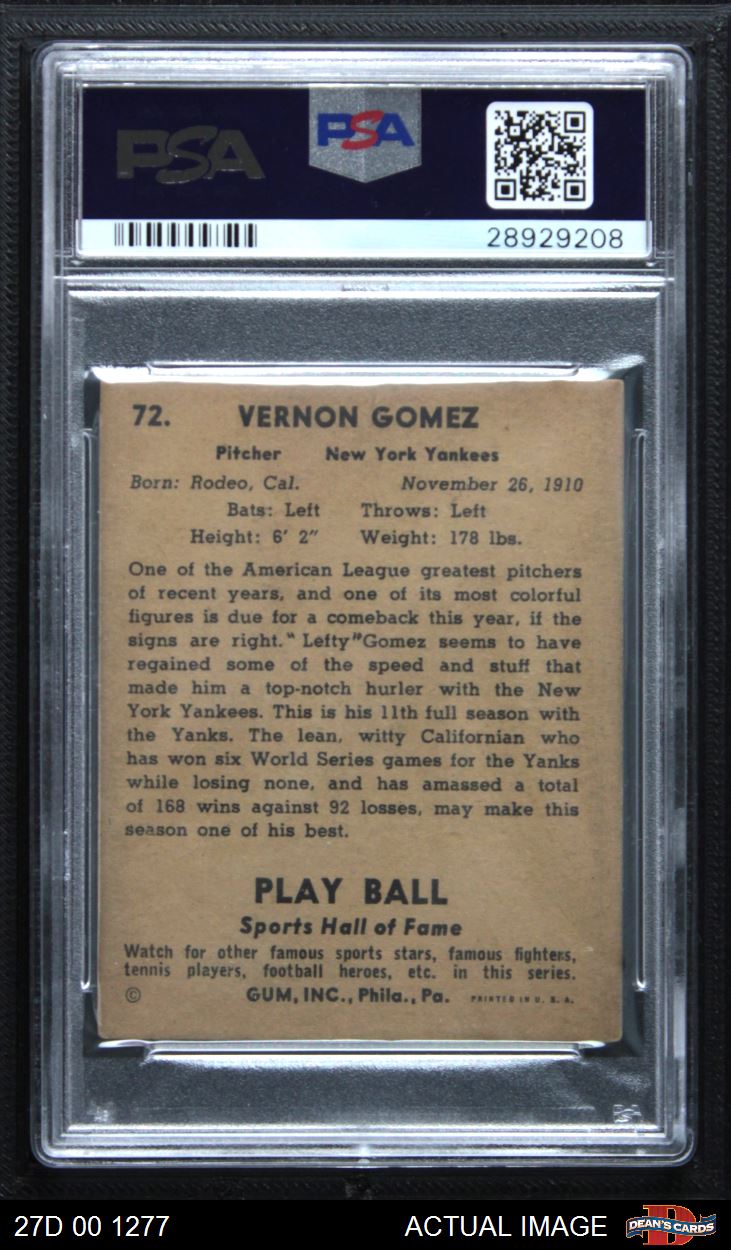 PSA PSA
28929208
72. VERNON GOMEZ
Pitcher New York Yankees
Born: Rodeo, Cal. November 26, 1910
Bats: Left Throws: Left
Height: 6' 2" Weight: 178 lbs.
One of the American League greatest pitchers
of recent years, and one of its most colorful
figures is due for a comeback this year, if the
signs are right." Lefty"Gomez seems to have
regained some of the speed and stuff that
made him a top-notch hurler with the New
York Yankees. This is his 11th full season with
the Yanks. The lean, witty Californian who
has won six World Series games for the Yanks
while losing none, and has amassed a total
of 168 wins against 92 losses, may make this
season one of his best.
PLAY BALL
Sports Hall of Fame
Watch for other famous sports stars, famous fighters,
tennis players, football heroes, etc. in this series.
© GUM, INC., Phila., Pa. PRINTED IN U. S. A.
27D 00 1277 ACTUAL IMAGE DEAN'S CARDS